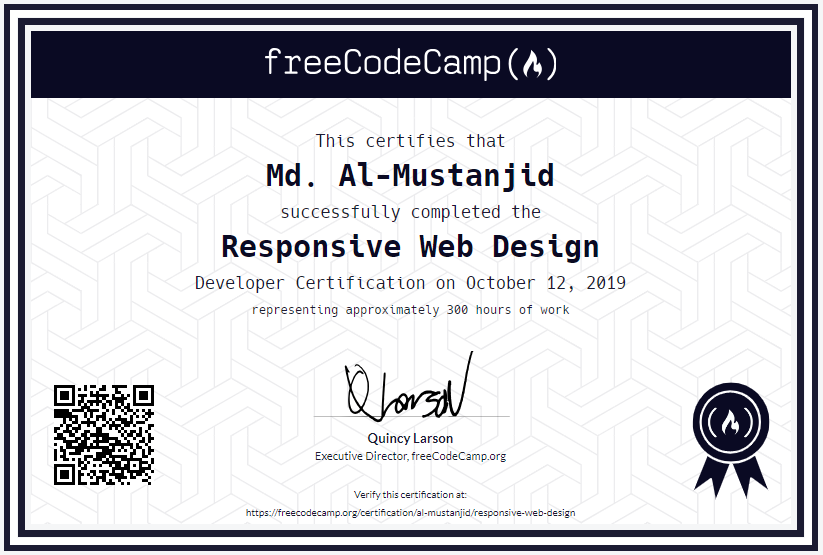 freeCodeCamp
This certifies that
Md. Al-Mustanjid
successfully completed the
Responsive Web Design
Developer Certification on October 12, 2019
representing approximately 300 hours of work
QLarson
Quincy Larson
Executive Director, freeCodeCamp.org
Verify this certification at:
https://freecodecamp.org/certification/al-mustanjid/responsive-web-design